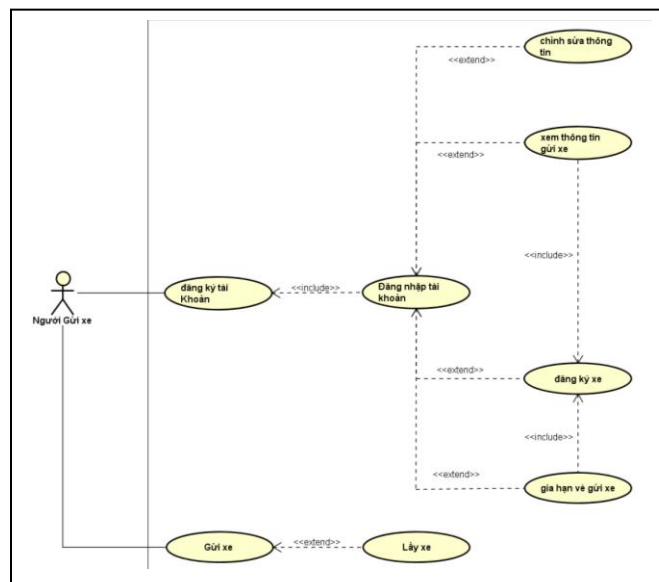 chỉnh sửa thông
tin
<<extend>>
xem thông tin
gửi xe
<<extend>>
<<include>>
đăng ký tài
Khoản
<<include>>
Đăng nhập tài
khoản
Người Gửi xe
<<extend>>
đăng ký xe
<<include>>
<<extend>>
gia hạn vé gửi xe
Gửi xe
<<extend>>
Lấy xe